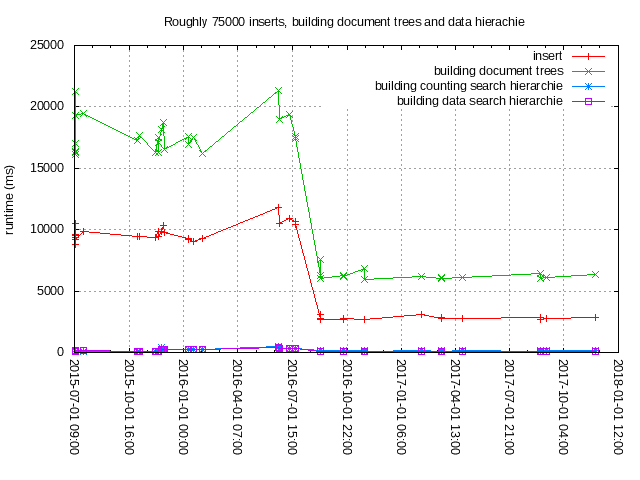 Roughly 75000 inserts, building document trees and data hierachie
25000
20000
15000
10000
5000
0
runtime (ms)
insert
building document trees
building counting search hierarchie
building data search hierarchie
2015-07-01 09:00
2015-10-01 16:00
2016-01-01 00:00
2016-04-01 07:00
2016-07-01 15:00
2016-10-01 22:00
2017-01-01 06:00
2017-04-01 13:00
2017-07-01 21:00
2017-10-01 04:00
2018-01-01 12:00